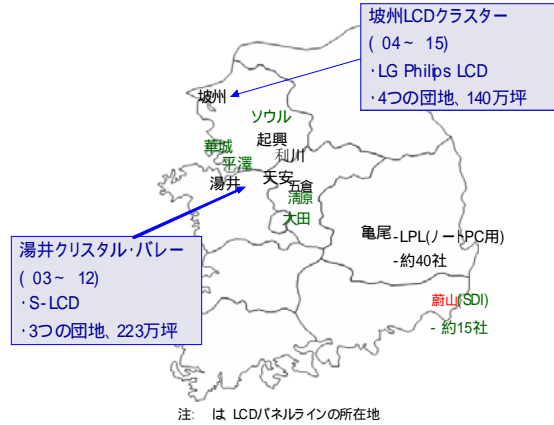 坡州LCDクラスター
( 04～ 15)
·LG Philips LCD
·4つの団地、140万坪
坡州
ソウル
起興
利川
華城
平澤
天安
湯井
五倉
淸原
大田
亀尾-LPL(ノートPC用)
-約40社
湯井クリスタル·バレー
( 03～ 12)
·S-LCD
·3つの団地、223万坪
蔚山(SDI)
- 約15社
注: は LCDパネルラインの所在地